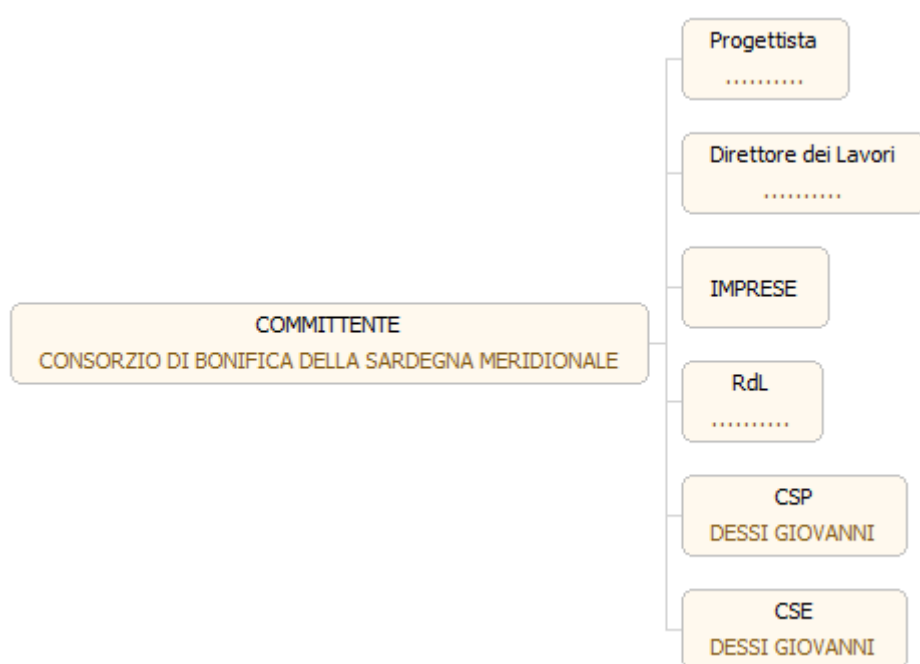 Progettista
..........
Direttore dei Lavori
..........
IMPRESE
COMMITTENTE
CONSORZIO DI BONIFICA DELLA SARDEGNA MERIDIONALE
RdL
..........
CSP
DESSI GIOVANNI
CSE
DESSI GIOVANNI